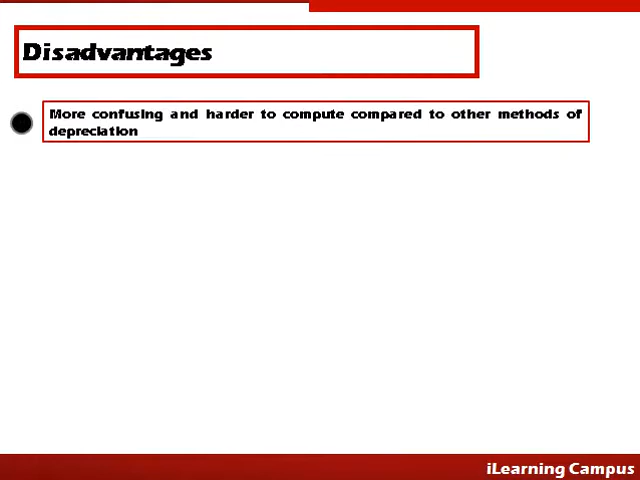 Disadvantages
More confusing and harder to compute compared to other methods of
depreciation
iLearning Campus